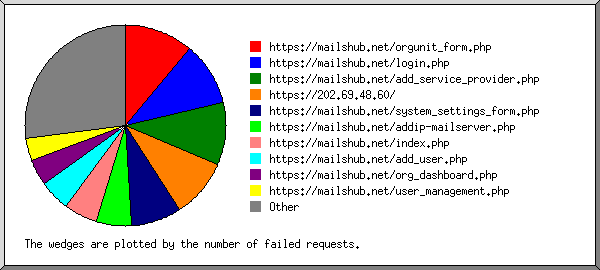 https://mailshub.net/orgunit_form.php
https://mailshub.net/login.php
https://mailshub.net/add_service_provider.php
https://202.69.48.60/
https://mailshub.net/system_settings_form.php
https://mailshub.net/addip-mailserver.php
https://mailshub.net/index.php
https://mailshub.net/add_user.php
https://mailshub.net/org_dashboard.php
https://mailshub.net/user_management.php
Other
The wedges are plotted by the number of failed requests.